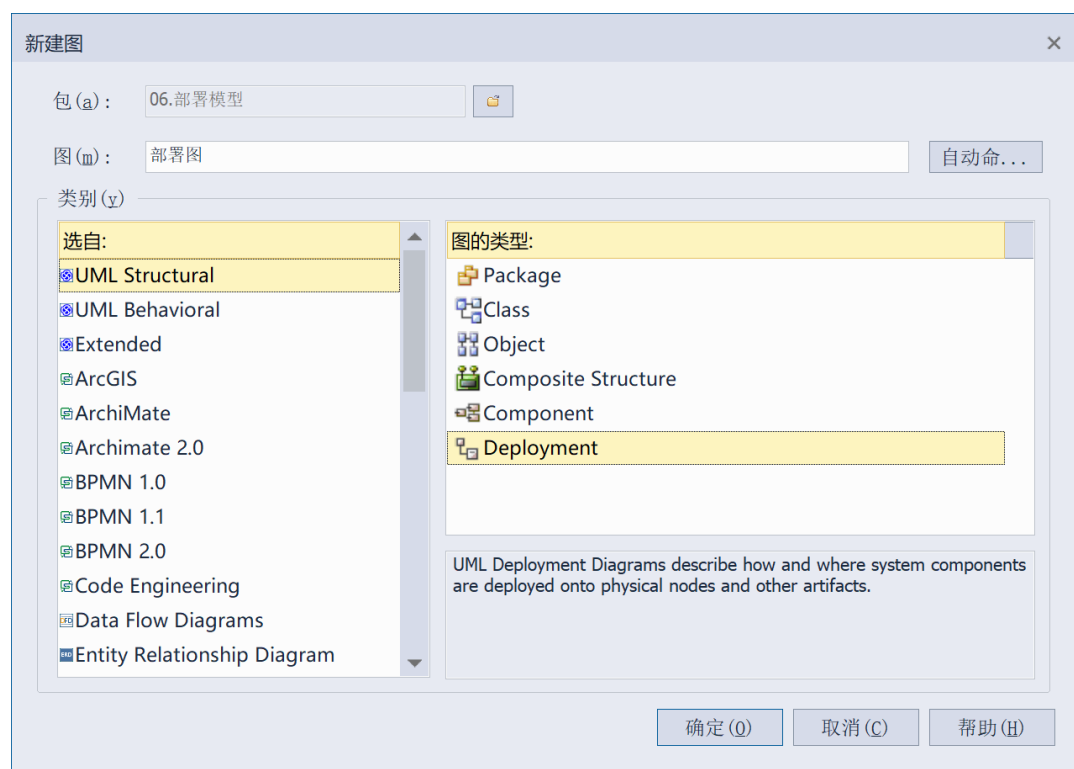 新建图
包(a): 06.部署模型
图(m): 部署图 自动命...
类别(y)
选自:
UML Structural
UML Behavioral
Extended
ArcGIS
ArchiMate
Archimate 2.0
BPMN 1.0
BPMN 1.1
BPMN 2.0
Code Engineering
Data Flow Diagrams
Entity Relationship Diagram
图的类型:
Package
Class
Object
Composite Structure
Component
Deployment
UML Deployment Diagrams describe how and where system components
are deployed onto physical nodes and other artifacts.
确定(O) 取消(C) 帮助(H)